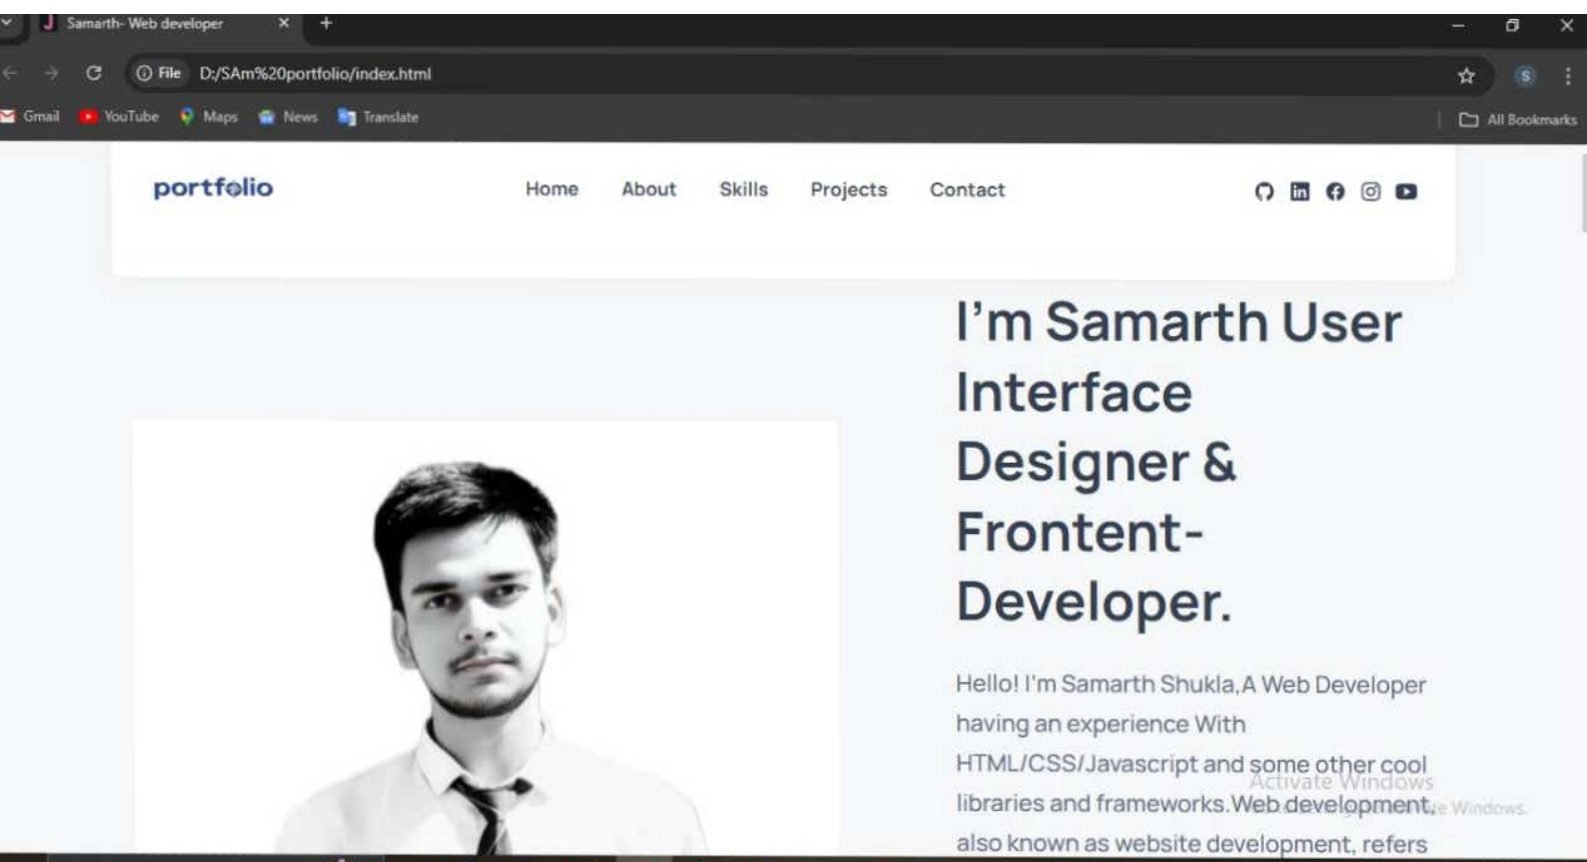 J Samarth- Web developer
File D:/SAm%20portfolio/index.html
Gmail YouTube Maps News Translate All Bookmarks
portfolio Home About Skills Projects Contact
I'm Samarth User
Interface
Designer &
Frontent-
Developer.
Hello! I'm Samarth Shukla,A Web Developer
having an experience With
HTML/CSS/Javascript and some other cool
Activate Windows
libraries and frameworks.Web development,
Windows.
also known as website development, refers